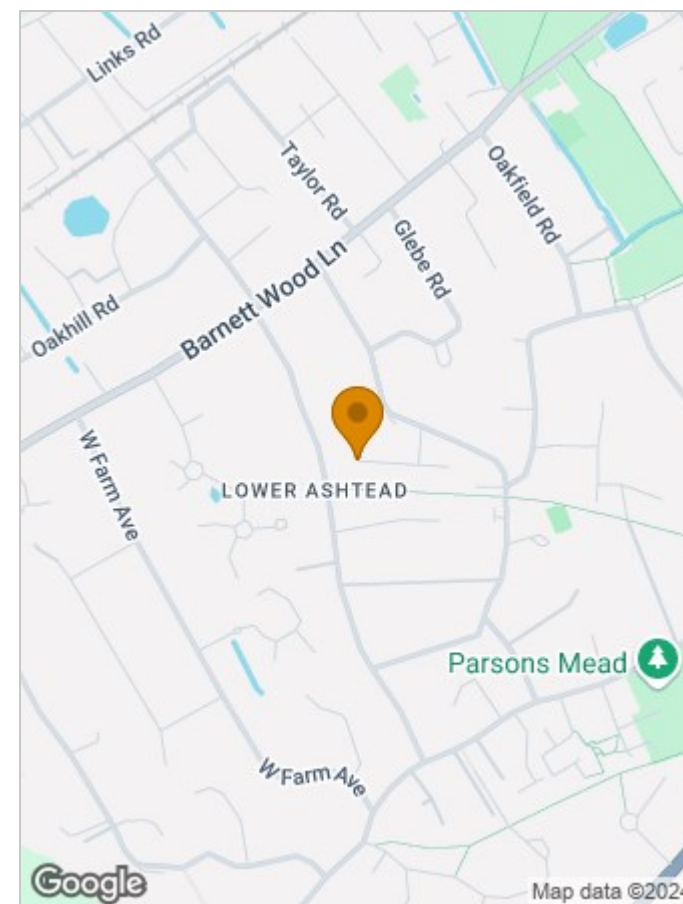 Links Rd
Taylor Rd
Oakfield Rd
Glebe Rd
Barnett Wood Ln
Oakhill Rd
W Farm Ave
LOWER ASHTEAD
Parsons Mead
W Farm Ave
Google
Map data ©2024